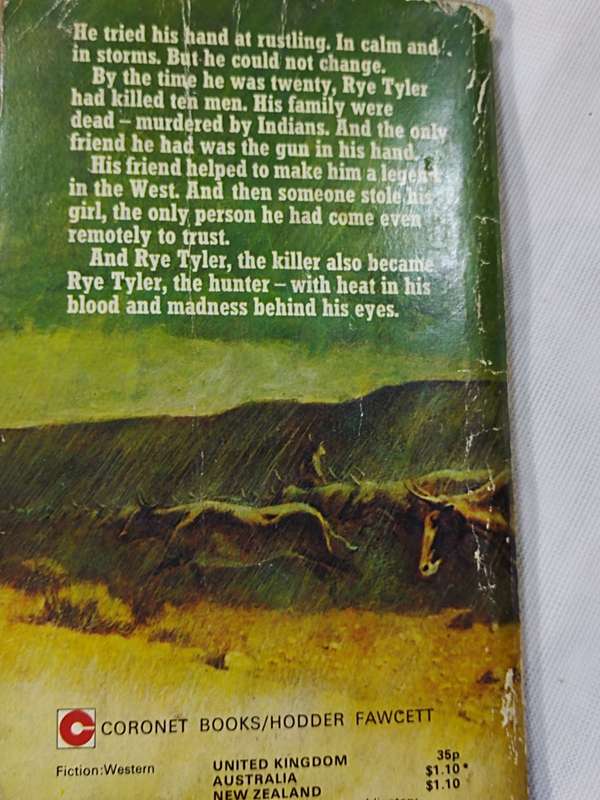 He tried his hand at rustling. In calm and
in storms. But he could not change.
By the time he was twenty, Rye Tyler
had killed ten men. His family were
dead – murdered by Indians. And the only
friend he had was the gun in his hand.
His friend helped to make him a legend
in the West. And then someone stole his
girl, the only person he had come even
remotely to trust.
And Rye Tyler, the killer also became
Rye Tyler, the hunter – with heat in his
blood and madness behind his eyes.
C CORONET BOOKS/HODDER FAWCETT
Fiction:Western
UNITED KINGDOM 35p
AUSTRALIA $1.10*
NEW ZEALAND $1.10